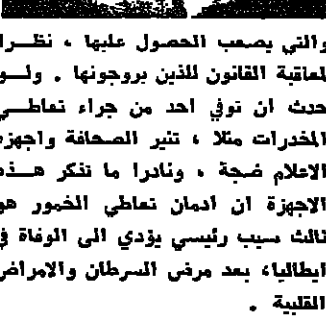 والتي يصعب الحصول عليها ، نظرا
لمعاقبة القانون للذين يروجونها . ولو
حدث ان توفي احد من جراء تعاطي
المخدرات مثلا ، تثير الصحافة واجهزة
الاعلام ضجة ، ونادرا ما تذكر هذه
الاجهزة ان ادمان تعاطي الخمور هو
ثالث سبب رئيسي يؤدي الى الوفاة في
ايطاليا، بعد مرض السرطان والامراض
القلبية .